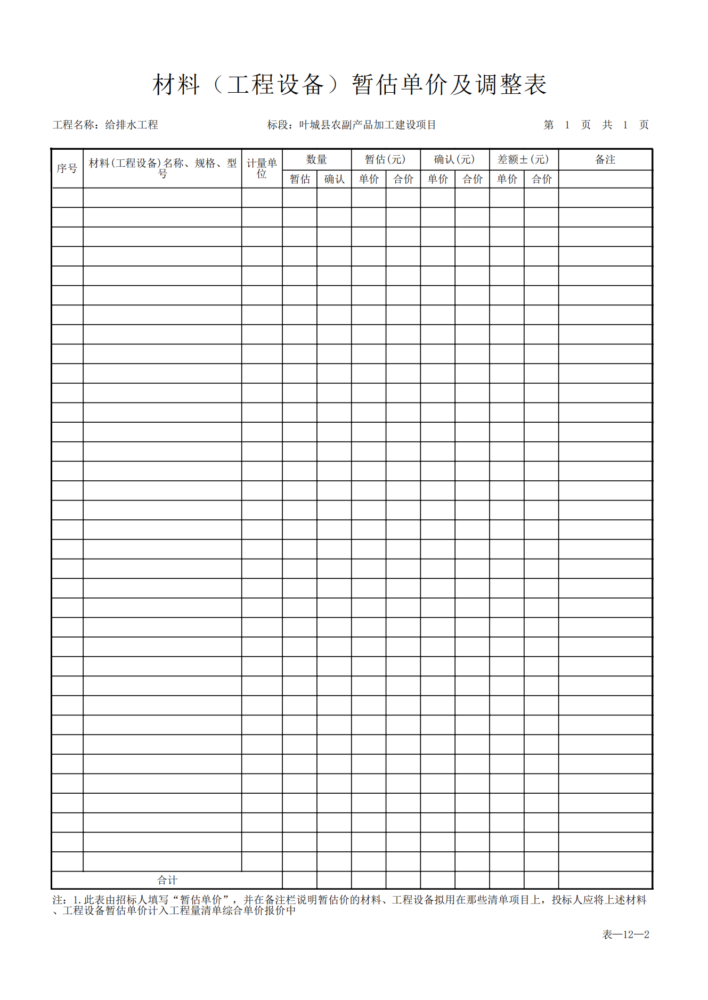 材料（工程设备）暂估单价及调整表
工程名称：给排水工程 标段：叶城县农副产品加工建设项目 第 1 页 共 1 页
序号 材料(工程设备)名称、规格、型号 计量单位 数量 暂估(元) 确认(元) 差额±(元) 备注
暂估 确认 单价 合价 单价 合价 单价 合价
合计
注：1.此表由招标人填写“暂估单价”，并在备注栏说明暂估价的材料、工程设备拟用在那些清单项目上，投标人应将上述材料
、工程设备暂估单价计入工程量清单综合单价报价中
表—12—2